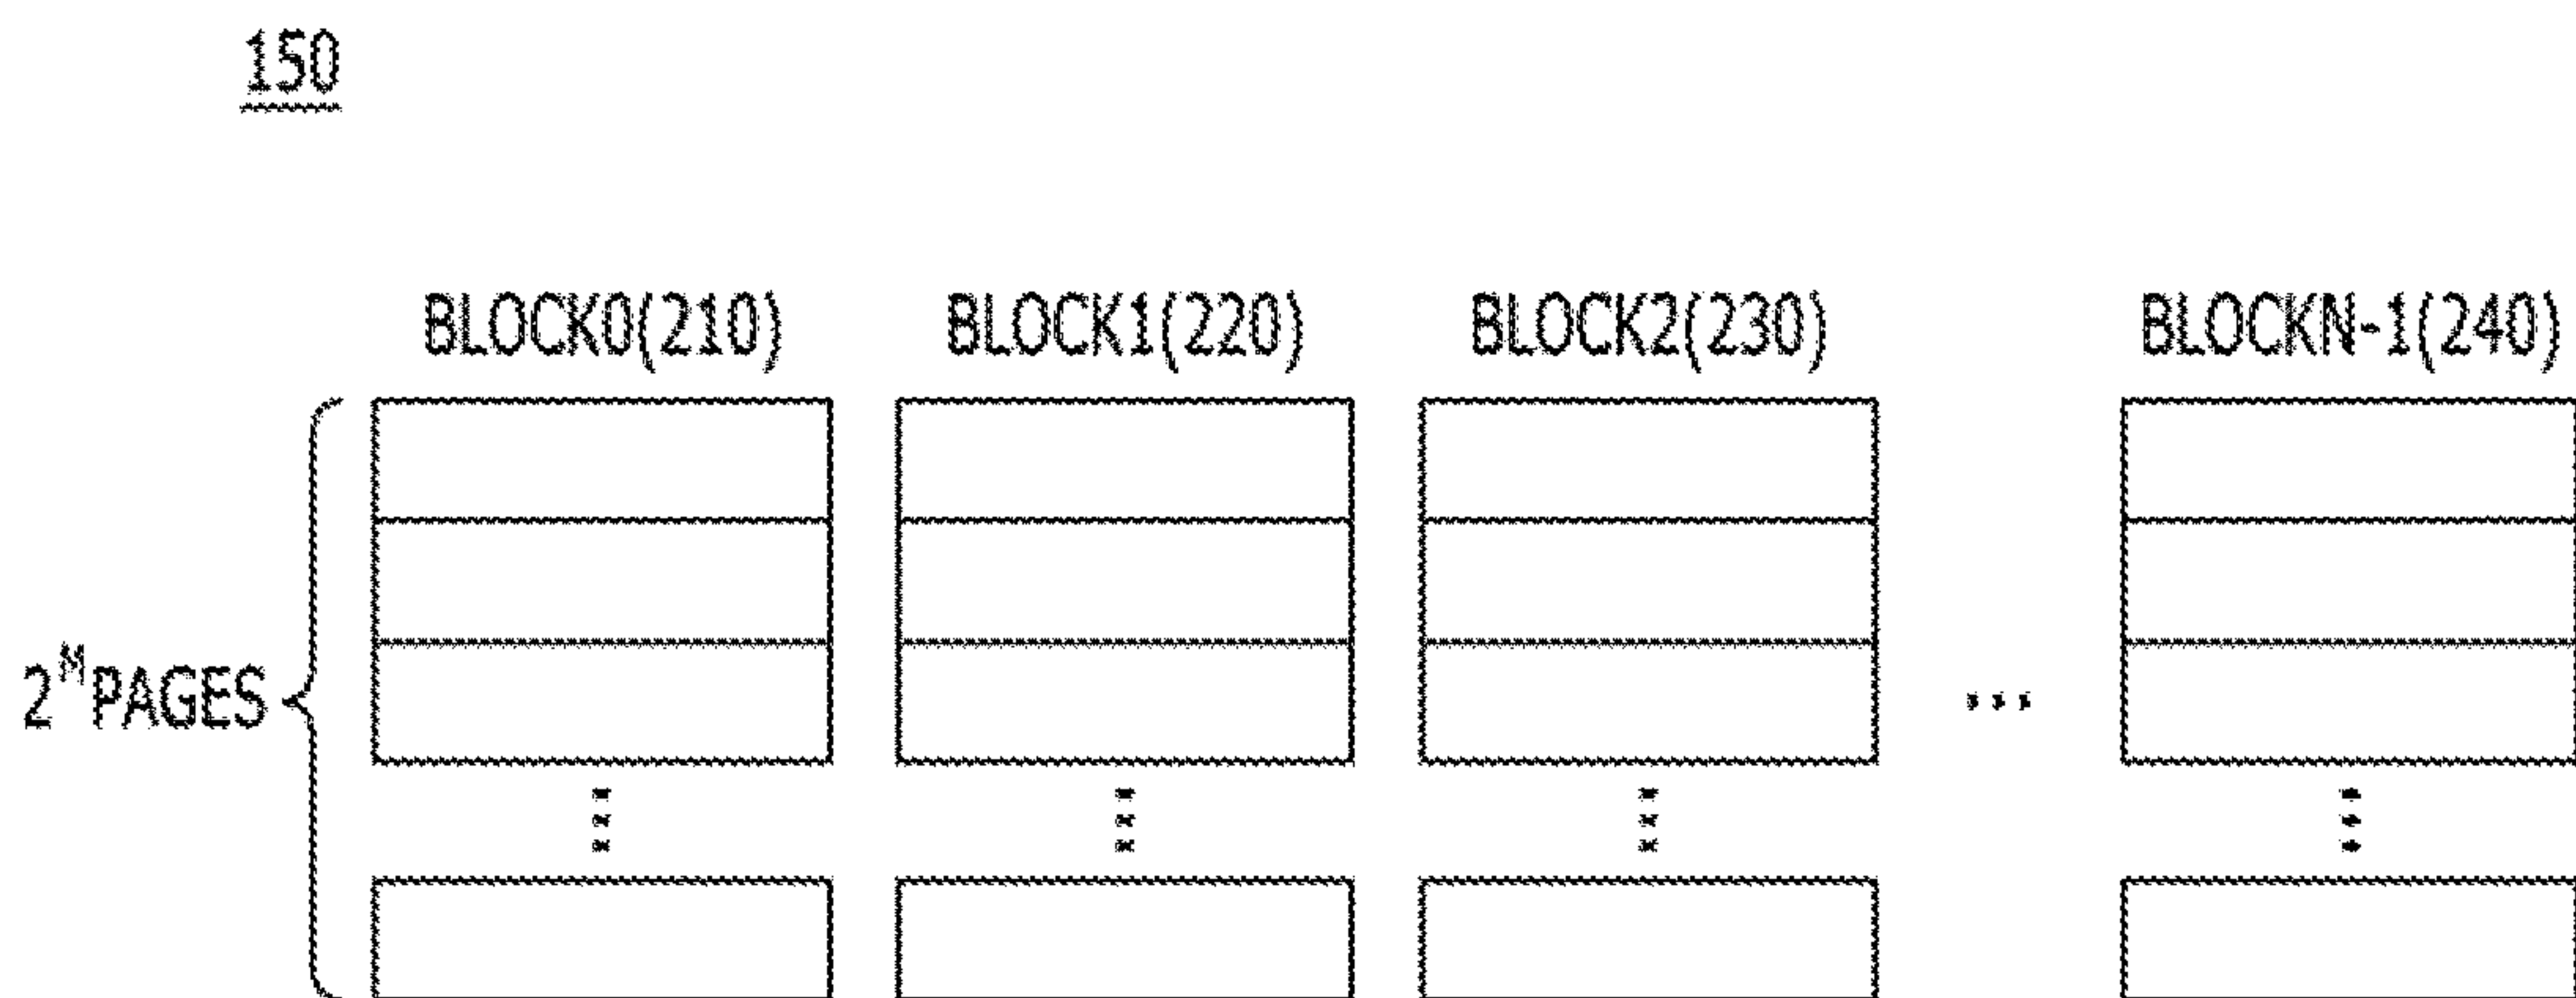 150
BLOCK0(210) BLOCK1(220) BLOCK2(230) BLOCKN-1(240)
2^M PAGES
...